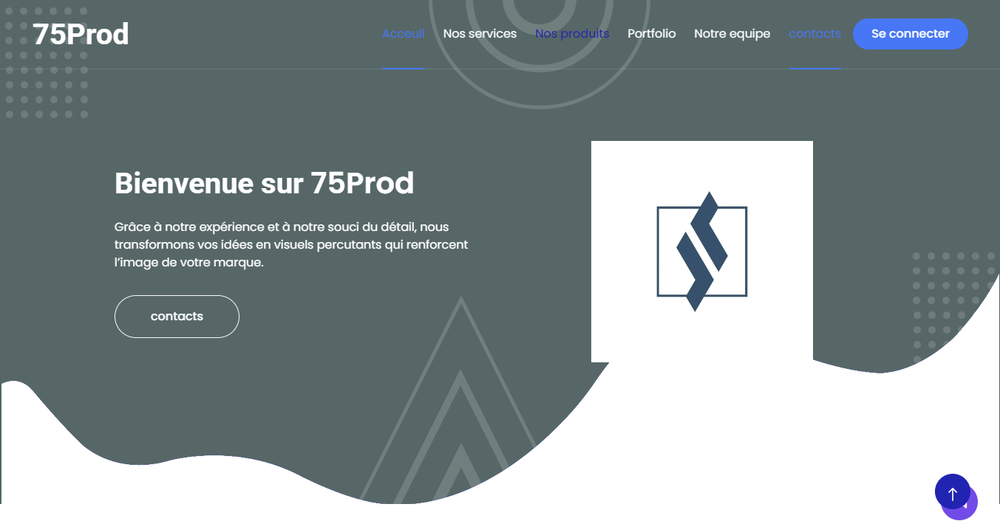 75Prod
Acceuil Nos services Nos produits Portfolio Notre equipe contacts Se connecter
Bienvenue sur 75Prod
Grâce à notre expérience et à notre souci du détail, nous
transformons vos idées en visuels percutants qui renforcent
l'image de votre marque.
contacts